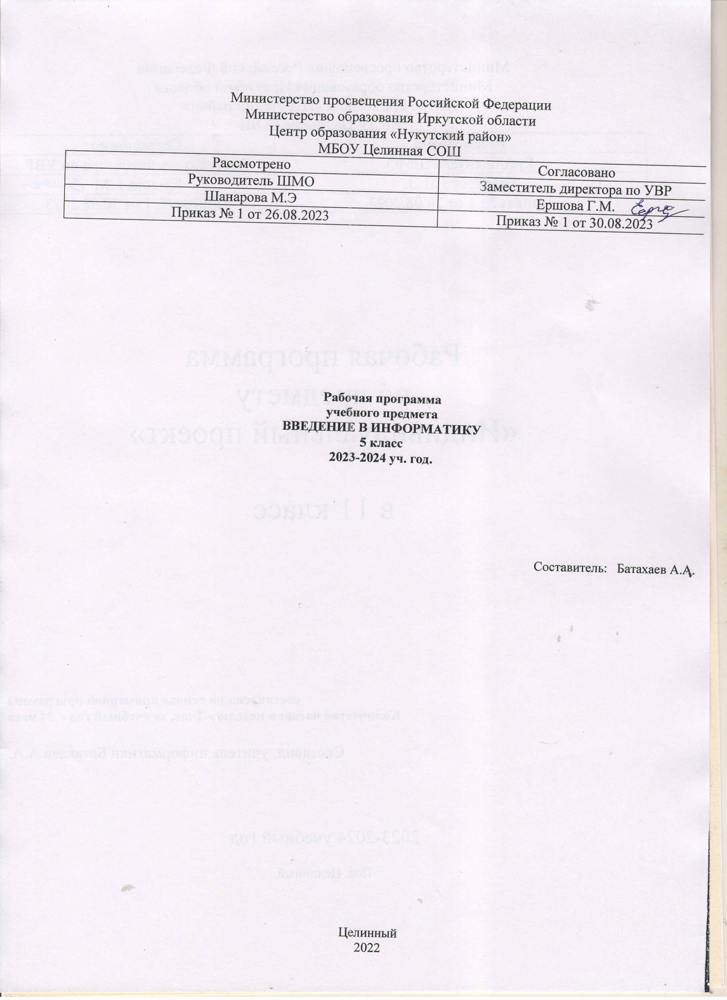 Министерство просвещения Российской Федерации
Министерство образования Иркутской области
Центр образования «Нукутский район»
МБОУ Целинная СОШ
Рассмотрено Согласовано
Руководитель ШМО Заместитель директора по УВР
Шанарова М.Э Ершова Г.М.
Приказ № 1 от 26.08.2023 Приказ № 1 от 30.08.2023
Рабочая программа
учебного предмета
ВВЕДЕНИЕ В ИНФОРМАТИКУ
5 класс
2023-2024 уч. год.
Составитель: Батахаев А.А.
Целинный
2022